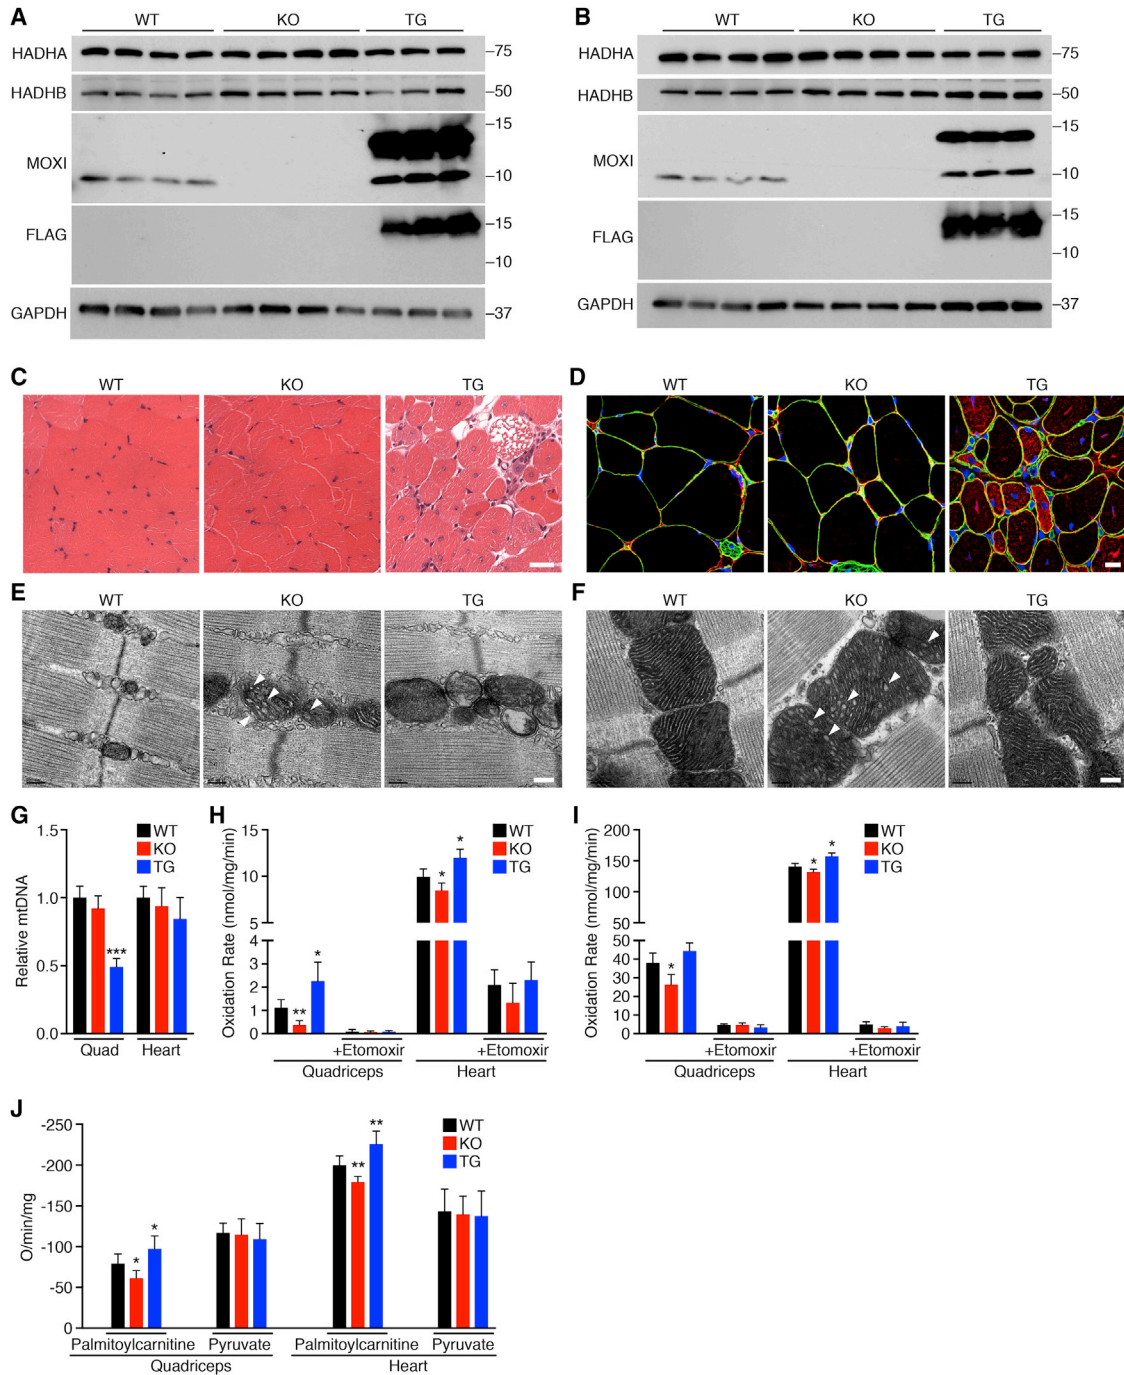 A
WT KO TG
HADHA –75
HADHB –50
–15
MOXI
–10
–15
FLAG
–10
GAPDH –37
B
WT KO TG
HADHA –75
HADHB –50
–15
MOXI
–10
–15
FLAG
–10
GAPDH –37
C
WT KO TG
D
WT KO TG
E
WT KO TG
F
WT KO TG
G
Relative mtDNA
1.5
1.0
0.5
0.0
WT
KO
TG
***
Quad Heart
H
Oxidation Rate (nmol/mg/min)
15
10
5
4
3
2
1
0
WT
KO
TG
** * * *
+Etomoxir +Etomoxir
Quadriceps Heart
I
Oxidation Rate (nmol/mg/min)
200
150
100
50
50
40
30
20
10
0
WT
KO
TG
* * *
+Etomoxir +Etomoxir
Quadriceps Heart
J
O/min/mg
-250
-200
-150
-100
-50
0
WT
KO
TG
* * ** **
Palmitoylcarnitine Pyruvate Palmitoylcarnitine Pyruvate
Quadriceps Heart